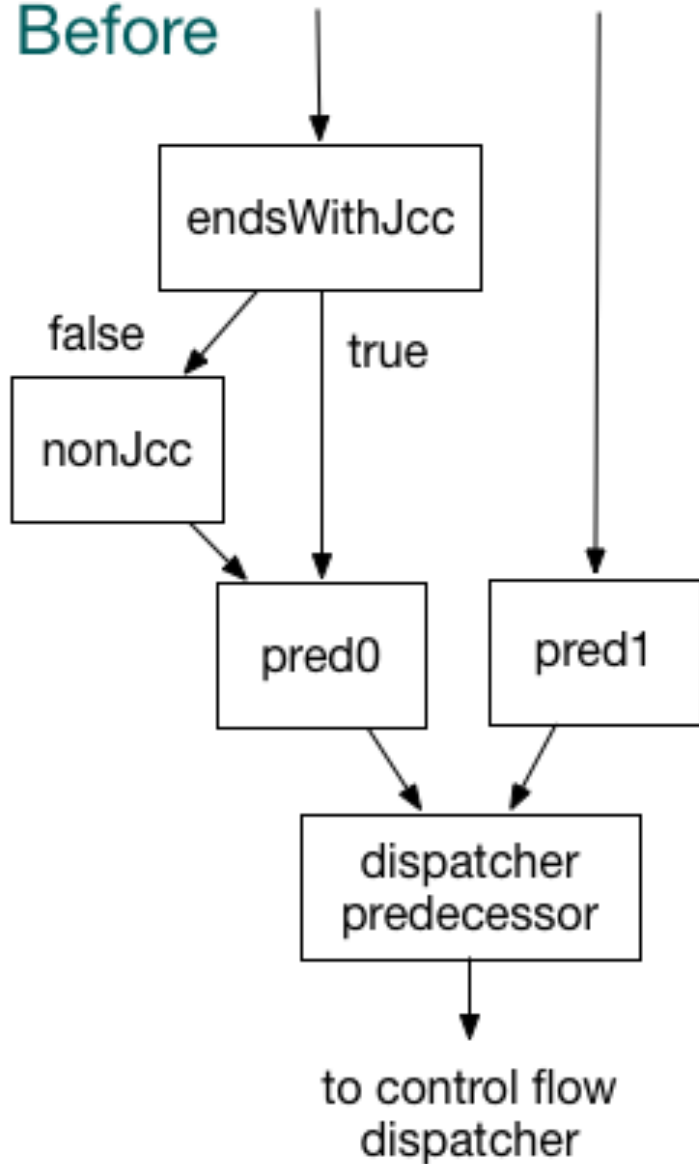 Before
endsWithJcc
false
true
nonJcc
pred0
pred1
dispatcher
predecessor
to control flow
dispatcher